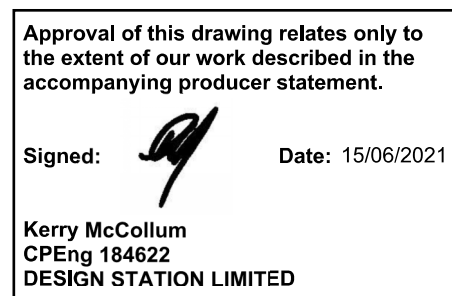 Approval of this drawing relates only to
the extent of our work described in the
accompanying producer statement.
Signed: Date: 15/06/2021
Kerry McCollum
CPEng 184622
DESIGN STATION LIMITED